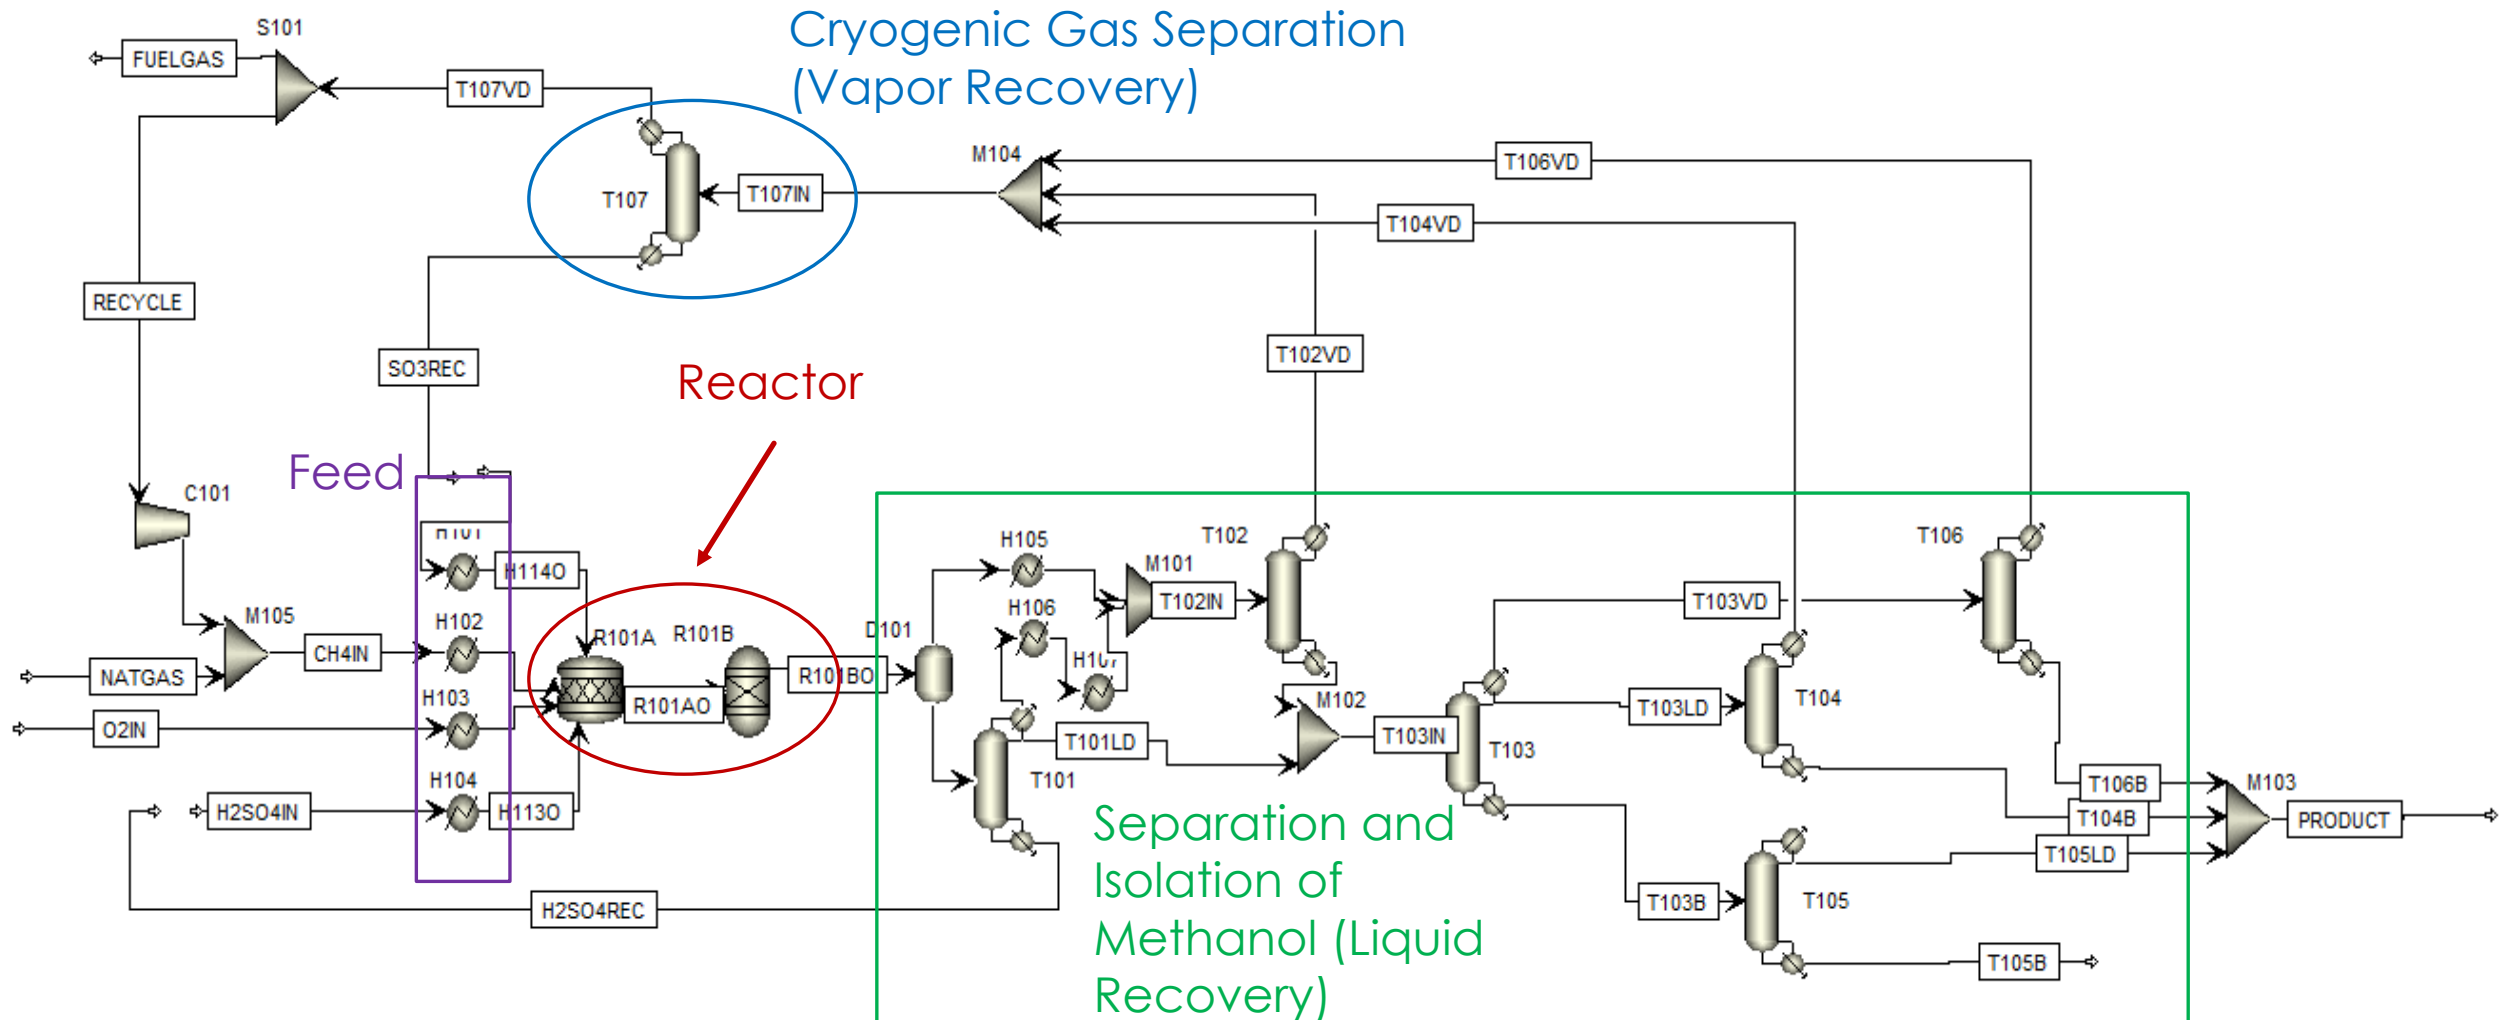 Cryogenic Gas Separation
(Vapor Recovery)
S101
FUELGAS
T107VD
M104
T106VD
T107
T107IN
T104VD
RECYCLE
T102VD
SO3REC
Reactor
Feed
C101
H105
T102
T106
M101
H114O
T102IN
T103VD
H106
M105
H102
R101A
R101B
D101
CH4IN
NATGAS
R101BO
H103
R101AO
M102
T103LD
T104
O2IN
T101LD
T103IN
T103
H104
T101
T106B
M103
H2SO4IN
H113O
T104B
PRODUCT
T105LD
Separation and
Isolation of
Methanol (Liquid
Recovery)
H2SO4REC
T103B
T105
T105B